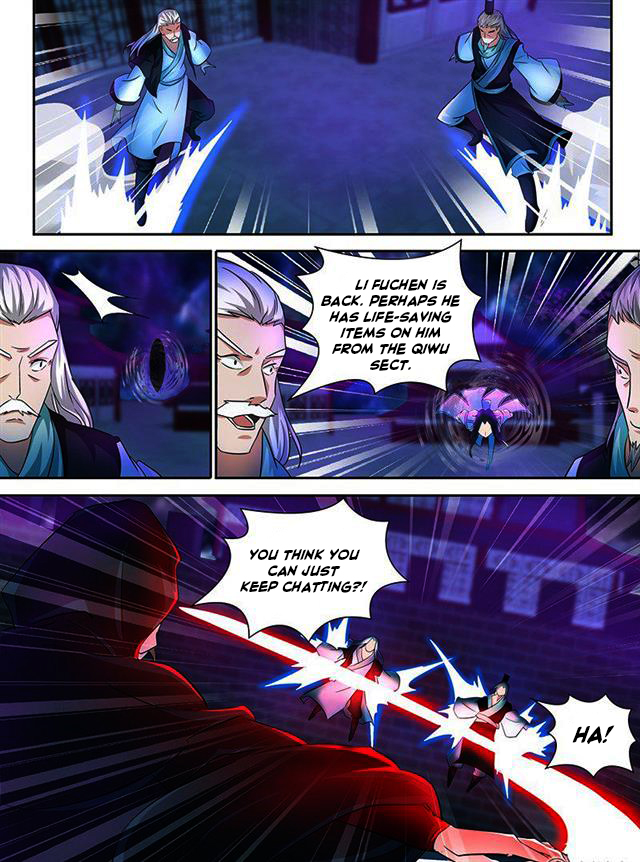 LI FUCHEN IS
BACK. PERHAPS HE
HAS LIFE-SAVING
ITEMS ON HIM
FROM THE QIWU
SECT.
YOU THINK YOU
CAN JUST
KEEP CHATTING?!
HA!